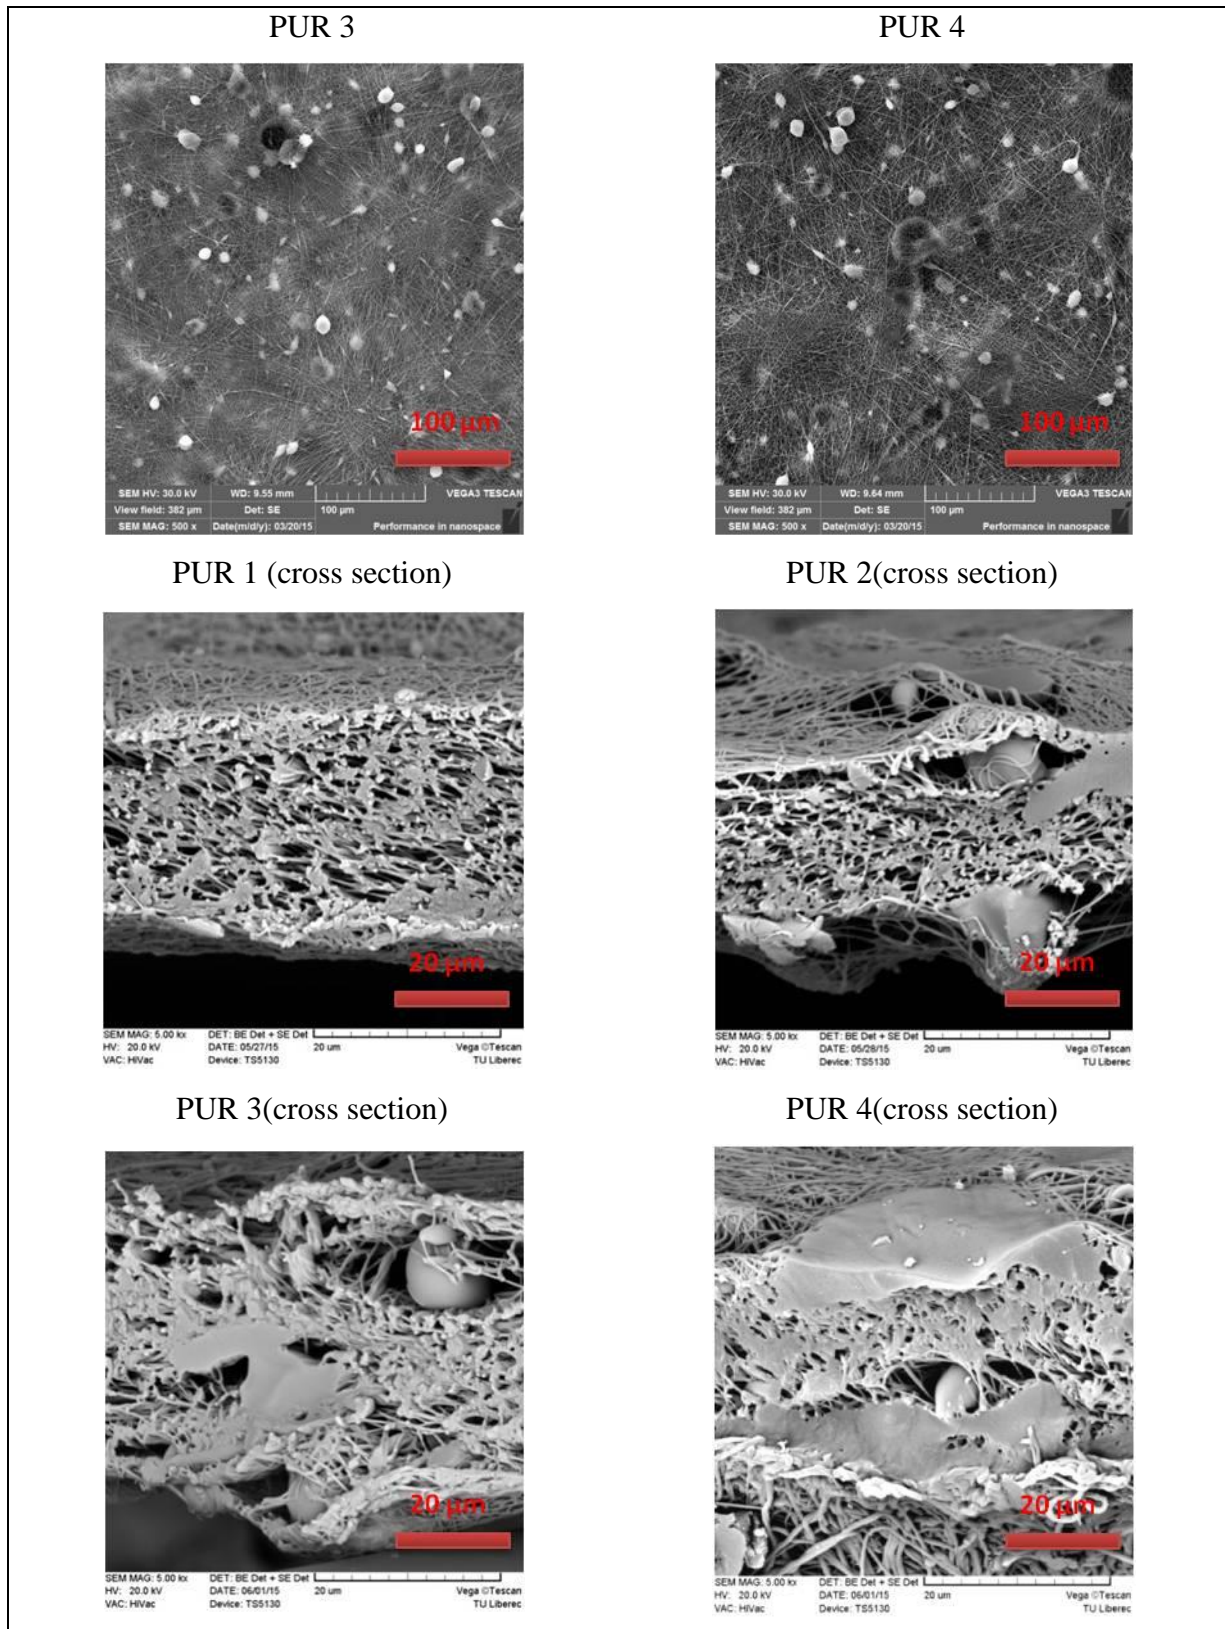 PUR 3
PUR 4
100 µm
100 µm
SEM HV: 30.0 kV WD: 9.55 mm VEGA3 TESCAN
View field: 382 µm Det: SE 100 µm
SEM MAG: 500 x Date(m/d/y): 03/20/15 Performance in nanospace
SEM HV: 30.0 kV WD: 9.64 mm VEGA3 TESCAN
View field: 382 µm Det: SE 100 µm
SEM MAG: 500 x Date(m/d/y): 03/20/15 Performance in nanospace
PUR 1 (cross section)
PUR 2(cross section)
20 µm
20 µm
SEM MAG: 5.00 kx DET: BE Det + SE Det
HV: 20.0 kV DATE: 05/27/15 20 um Vega ©Tescan
VAC: HiVac Device: TS5130 TU Liberec
SEM MAG: 5.00 kx DET: BE Det + SE Det
HV: 20.0 kV DATE: 05/28/15 20 um Vega ©Tescan
VAC: HiVac Device: TS5130 TU Liberec
PUR 3(cross section)
PUR 4(cross section)
20 µm
20 µm
SEM MAG: 5.00 kx DET: BE Det + SE Det
HV: 20.0 kV DATE: 06/01/15 20 um Vega ©Tescan
VAC: HiVac Device: TS5130 TU Liberec
SEM MAG: 5.00 kx DET: BE Det + SE Det
HV: 20.0 kV DATE: 06/01/15 20 um Vega ©Tescan
VAC: HiVac Device: TS5130 TU Liberec